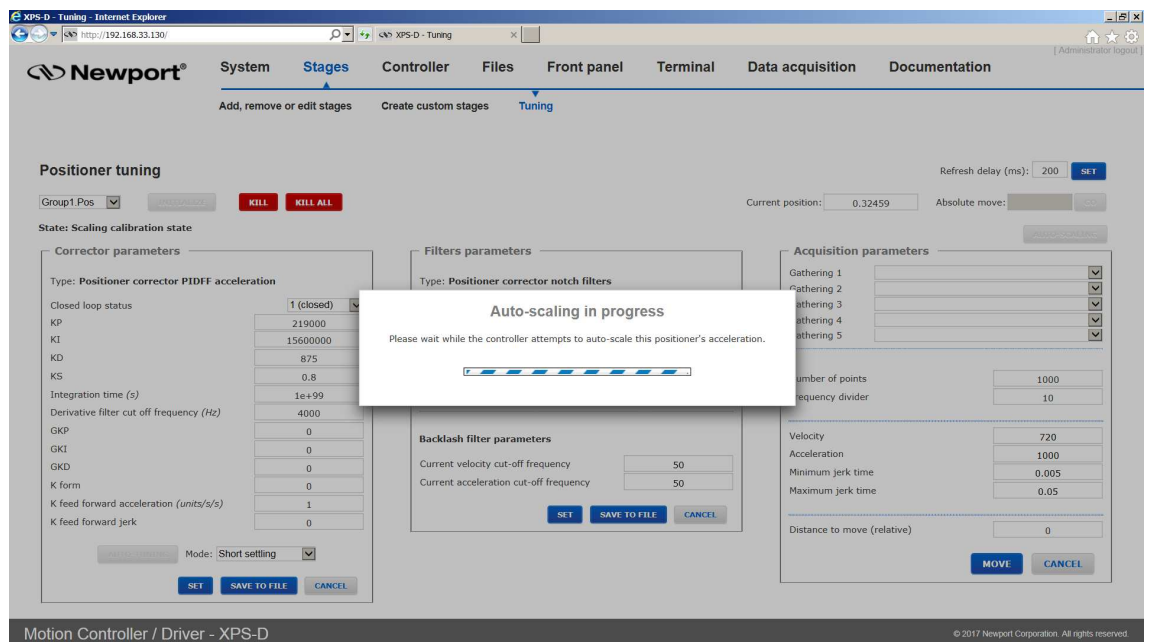 XPS-D - Tuning - Internet Explorer
http://192.168.33.130/
XPS-D - Tuning
[ Administrator logout ]
Newport®
System Stages Controller Files Front panel Terminal Data acquisition Documentation
Add, remove or edit stages Create custom stages Tuning
Positioner tuning
Refresh delay (ms): 200 SET
Group1.Pos KILL KILL ALL
Current position: 0.32459 Absolute move:
State: Scaling calibration state
Corrector parameters
Type: Positioner corrector PIDFF acceleration
Closed loop status 1 (closed)
KP 219000
KI 15600000
KD 875
KS 0.8
Integration time (s) 1e+99
Derivative filter cut off frequency (Hz) 4000
GKP 0
GKI 0
GKD 0
K form 0
K feed forward acceleration (units/s/s) 1
K feed forward jerk 0
Mode: Short settling
SET SAVE TO FILE CANCEL
Filters parameters
Type: Positioner corrector notch filters
Auto-scaling in progress
Please wait while the controller attempts to auto-scale this positioner's acceleration.
Backlash filter parameters
Current velocity cut-off frequency 50
Current acceleration cut-off frequency 50
SET SAVE TO FILE CANCEL
Acquisition parameters
Gathering 1
Gathering 2
athering 3
athering 4
athering 5
umber of points 1000
requency divider 10
Velocity 720
Acceleration 1000
Minimum jerk time 0.005
Maximum jerk time 0.05
Distance to move (relative) 0
MOVE CANCEL
Motion Controller / Driver - XPS-D
© 2017 Newport Corporation. All rights reserved.